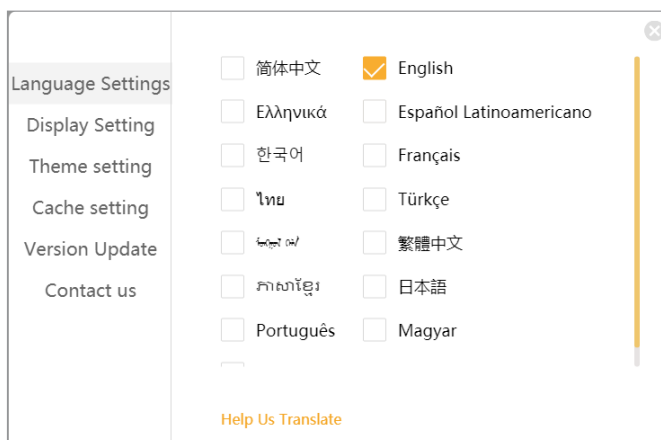 Language Settings
Display Setting
Theme setting
Cache setting
Version Update
Contact us
简体中文
English
Ελληνικά
Español Latinoamericano
한국어
Français
ไทย
Türkçe
繁體中文
ភាសាខ្មែរ
日本語
Português
Magyar
Help Us Translate